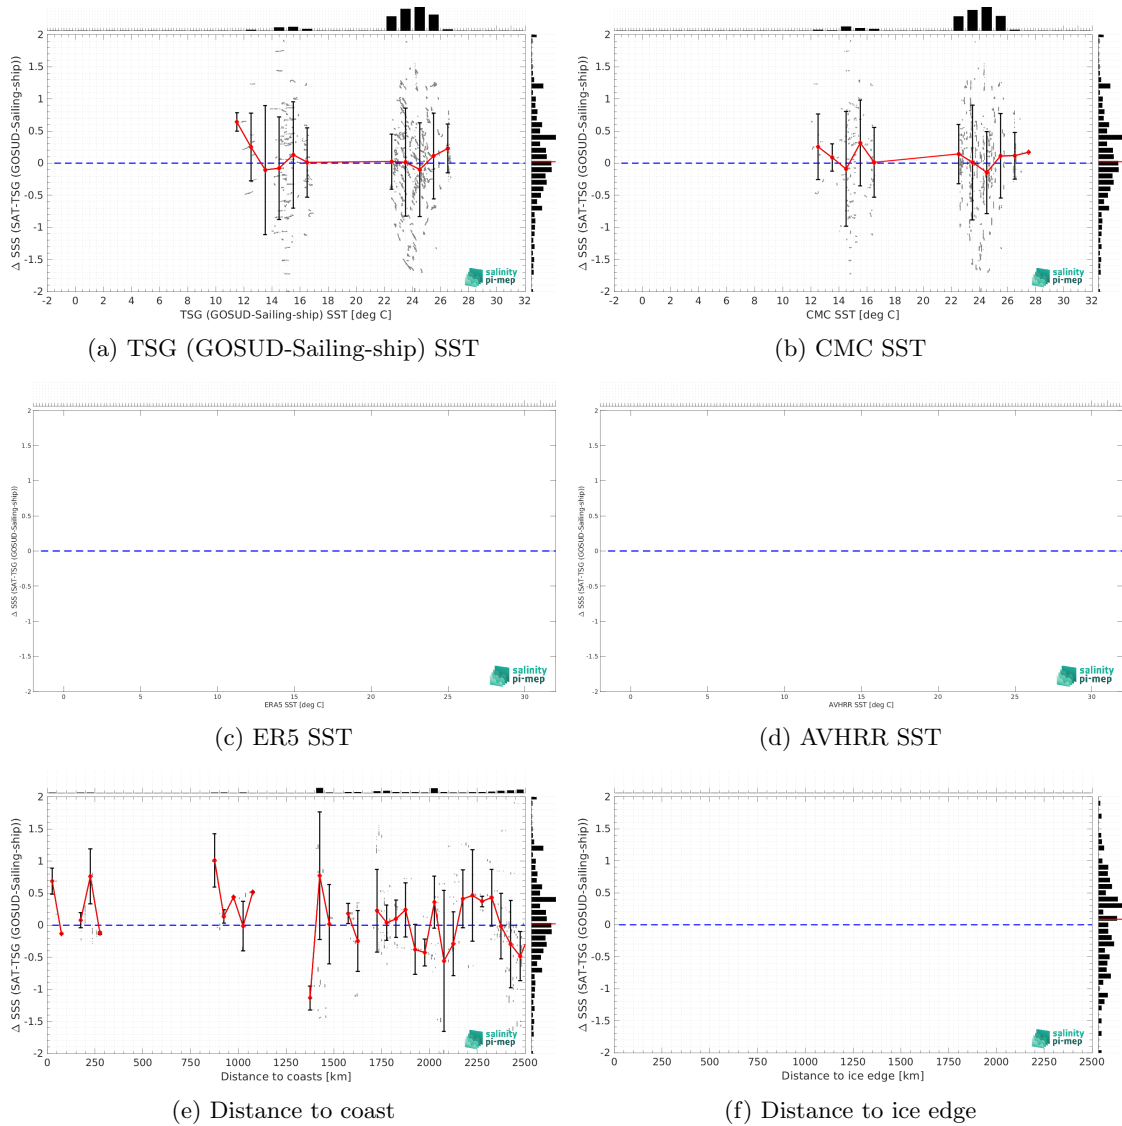 2
1.5
1
0.5
0
-0.5
-1
-1.5
-2
Δ SSS (SAT-TSG (GOSUD-Sailing-ship))
-2 0 2 4 6 8 10 12 14 16 18 20 22 24 26 28 30 32
TSG (GOSUD-Sailing-ship) SST [deg C]
salinity
pi-mep
(a) TSG (GOSUD-Sailing-ship) SST
2
1.5
1
0.5
0
-0.5
-1
-1.5
-2
Δ SSS (SAT-TSG (GOSUD-Sailing-ship))
-2 0 2 4 6 8 10 12 14 16 18 20 22 24 26 28 30 32
CMC SST [deg C]
salinity
pi-mep
(b) CMC SST
2
1.5
1
0.5
0
-0.5
-1
-1.5
-2
Δ SSS (SAT-TSG (GOSUD-Sailing-ship))
0 5 10 15 20 25 30
ERA5 SST [deg C]
salinity
pi-mep
(c) ER5 SST
2
1.5
1
0.5
0
-0.5
-1
-1.5
-2
Δ SSS (SAT-TSG (GOSUD-Sailing-ship))
0 5 10 15 20 25 30
AVHRR SST [deg C]
salinity
pi-mep
(d) AVHRR SST
2
1.5
1
0.5
0
-0.5
-1
-1.5
-2
Δ SSS (SAT-TSG (GOSUD-Sailing-ship))
0 250 500 750 1000 1250 1500 1750 2000 2250 2500
Distance to coasts [km]
salinity
pi-mep
(e) Distance to coast
2
1.5
1
0.5
0
-0.5
-1
-1.5
-2
Δ SSS (SAT-TSG (GOSUD-Sailing-ship))
0 250 500 750 1000 1250 1500 1750 2000 2250 2500
Distance to ice edge [km]
salinity
pi-mep
(f) Distance to ice edge